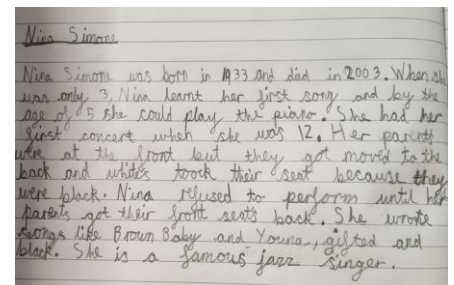 Nina Simone
Nina Simone was born in 1933 and died in 2003. When she
was only 3, Nina learnt her first song and by the
age of 5 she could play the piano. She had her
first concert when she was 12. Her parents
were at the front but they got moved to the
back and white's toock their seat because they
were black. Nina refused to perform until her
parents got their front seats back. She wrote
songs like Brown Baby and Youna, gifted and
black. She is a famous jazz singer.